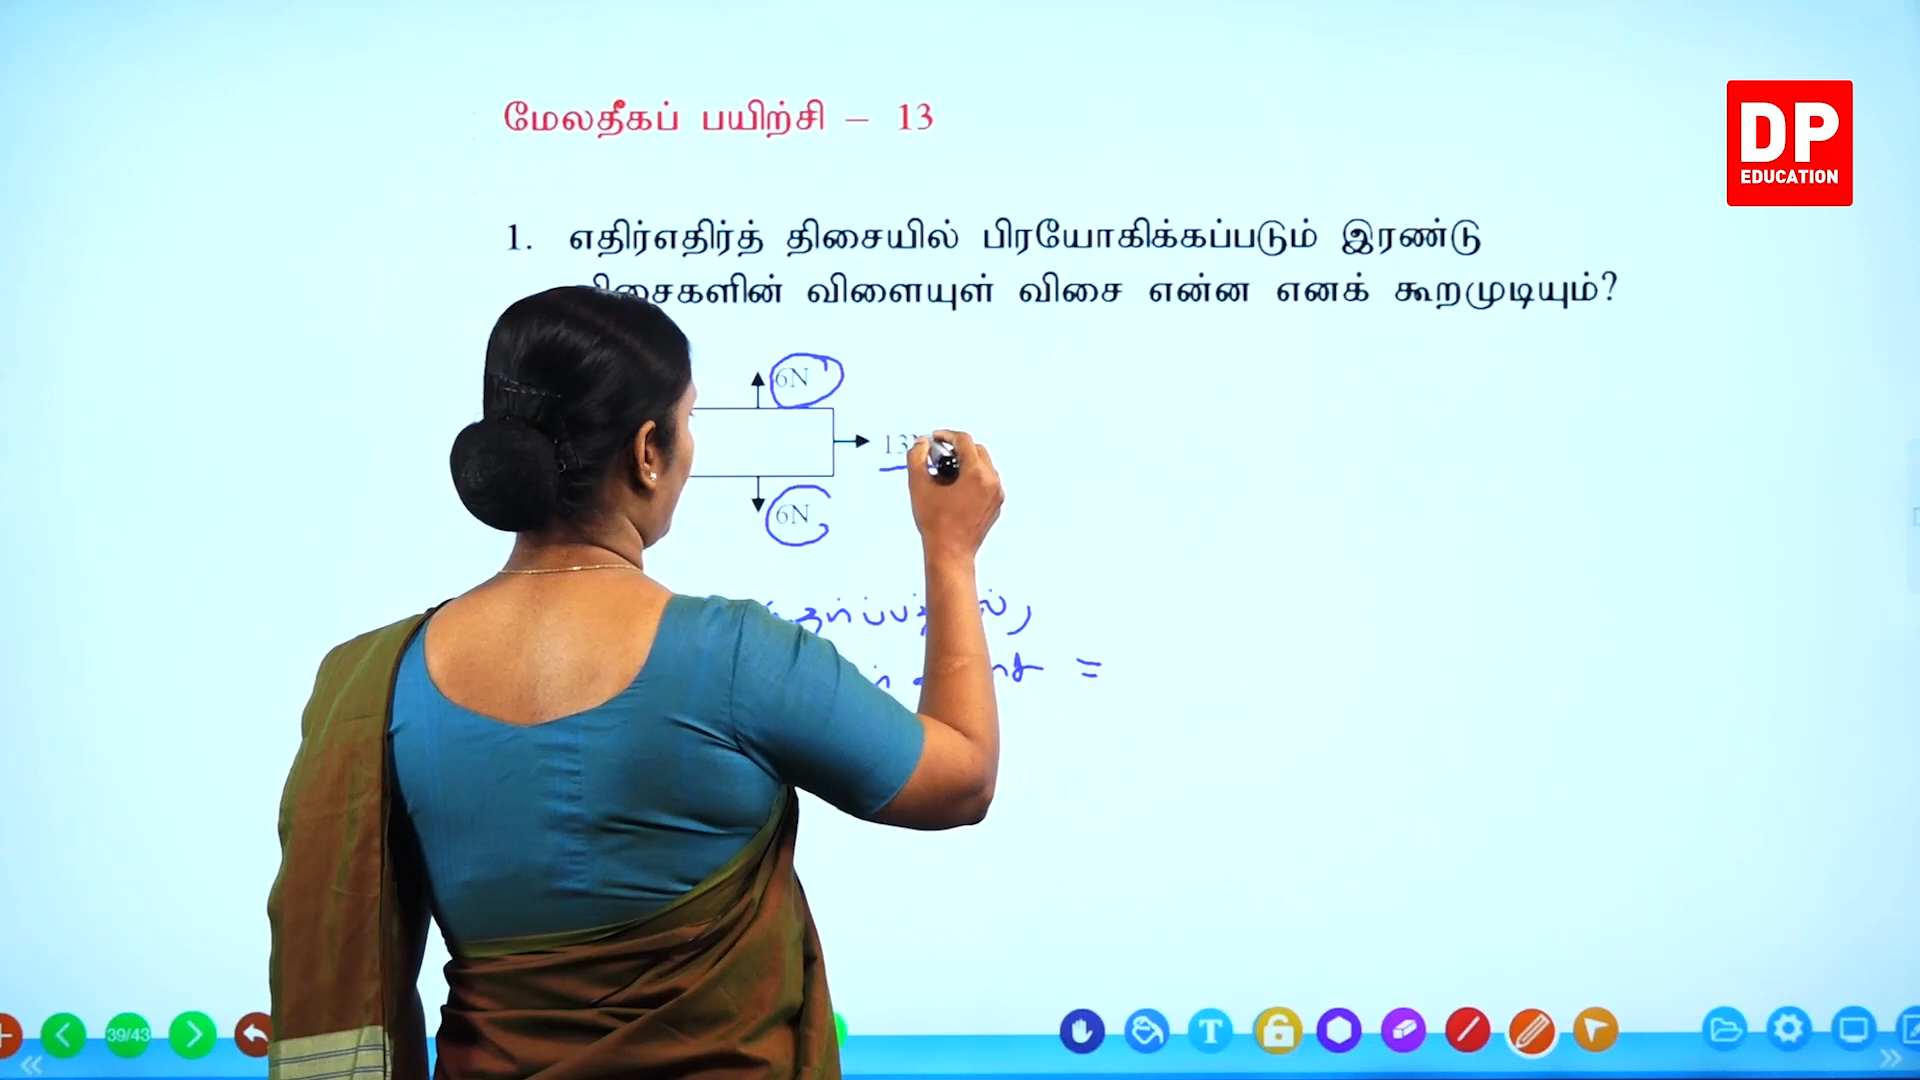 மேலதீகப் பயிற்சி – 13
DP
EDUCATION
1. எதிர்எதிர்த் திசையில் பிரயோகிக்கப்படும் இரண்டு
விசைகளின் விளையுள் விசை என்ன எனக் கூறமுடியும்?
6N
13
6N
=
39/43
T